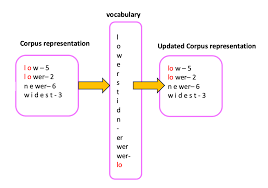 vocabulary
Corpus representation
l o w – 5
l o wer– 2
n e wer– 6
w i d e s t - 3
l
o
w
e
r
s
t
i
d
n
-
er
wer
wer-
lo
Updated Corpus representation
lo w – 5
lo wer– 2
n e wer– 6
w i d e s t - 3